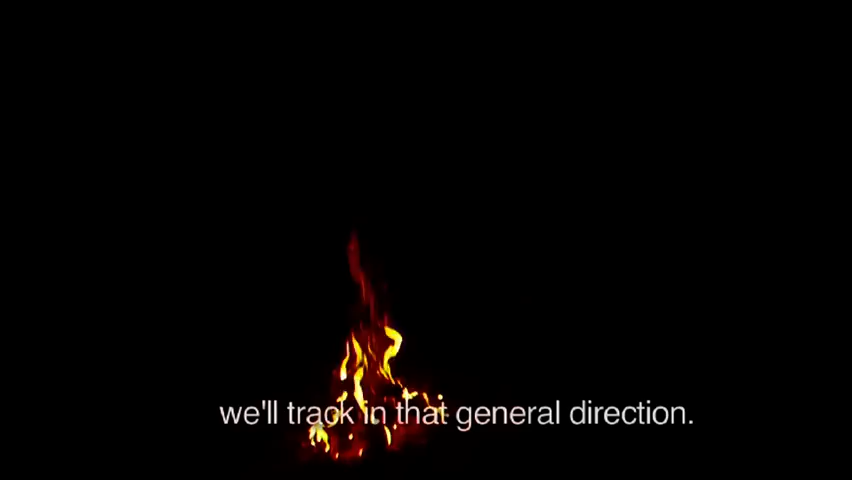 we'll track in that general direction.